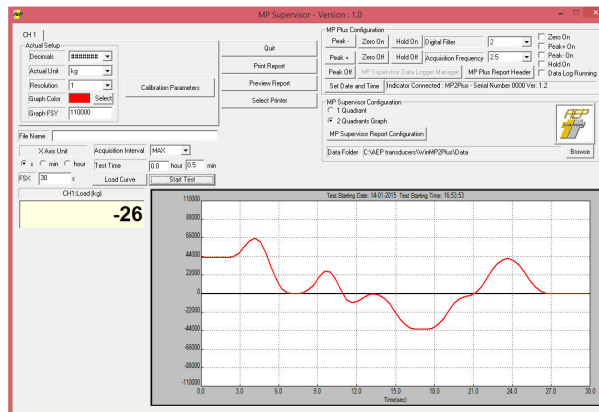 MP Supervisor - Version : 1.0
CH 1
Actual Setup
Decimals ####### 
Actual Unit kg
Resolution 1
Graph Color Select
Graph FSY 110000
Calibration Parameters
Quit
Print Report
Preview Report
Select Printer
MP Plus Configuration
Peak - Zero On Hold On Digital Filter 2
Peak + Zero Off Hold Off Acquisition Frequency 2.5
Peak Off MP Supervisor Data Logger Manager MP Plus Report Header
Set Date and Time Indicator Connected : MP2Plus - Serial Number 0000 Ver: 1.2
Zero On
Peak+ On
Peak- On
Hold On
Data Log Running
MP Supervisor Configuration
1 Quadrant
2 Quadrants Graph
MP Supervisor Report Configuration
Data Folder C:\AEP transducers\WinMP2Plus\Data Browse
AEP
File Name
X Axis Unit Acquisition Interval MAX
s min hour Test Time 0.0 hour 0.5 min
FSX 30 s Load Curve Start Test
CH1:Load (kg)
-26
Test Starting Date: 14-01-2015 Test Starting Time: 16:53:53
110000
88000
66000
44000
22000
0
-22000
-44000
-66000
-88000
-110000
0.0 3.0 6.0 9.0 12.0 15.0 18.0 21.0 24.0 27.0 30.0
Time(sec)